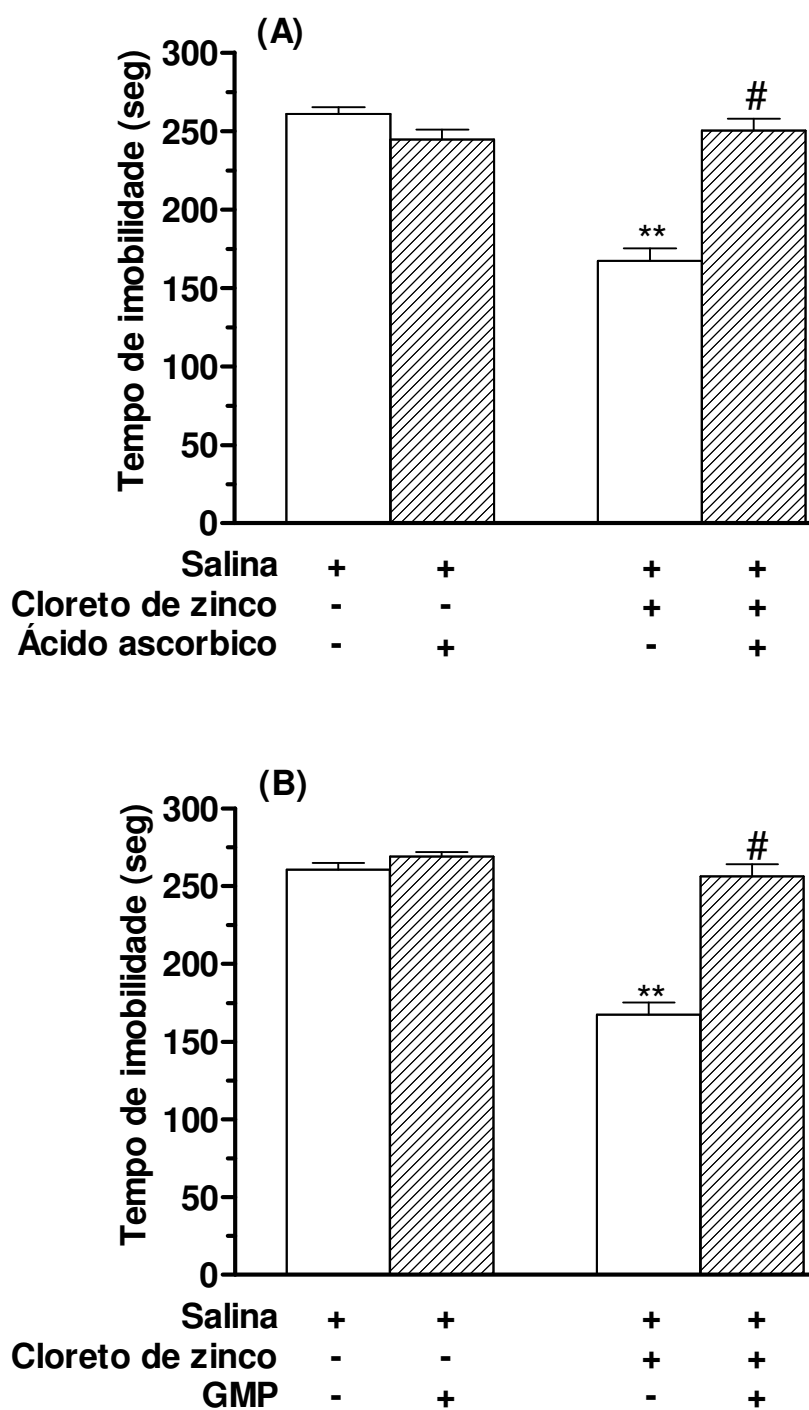 (A)
Tempo de imobilidade (seg)
300
250
200
150
100
50
0
**
#
Salina + + + +
Cloreto de zinco - - + +
Ácido ascorbico - + - +
(B)
Tempo de imobilidade (seg)
300
250
200
150
100
50
0
**
#
Salina + + + +
Cloreto de zinco - - + +
GMP - + - +